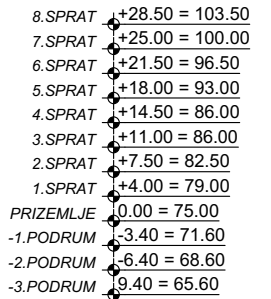 8.SPRAT +28.50 = 103.50
7.SPRAT +25.00 = 100.00
6.SPRAT +21.50 = 96.50
5.SPRAT +18.00 = 93.00
4.SPRAT +14.50 = 86.00
3.SPRAT +11.00 = 86.00
2.SPRAT +7.50 = 82.50
1.SPRAT +4.00 = 79.00
PRIZEMLJE 0.00 = 75.00
-1.PODRUM -3.40 = 71.60
-2.PODRUM -6.40 = 68.60
-3.PODRUM 9.40 = 65.60